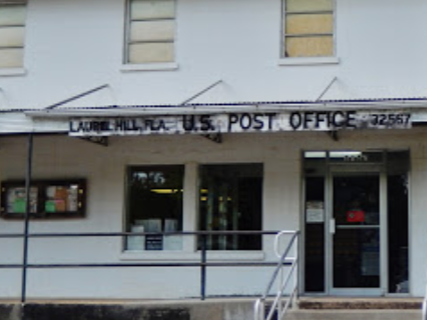 LAUREL HILL, FLA. U.S. POST OFFICE 32567